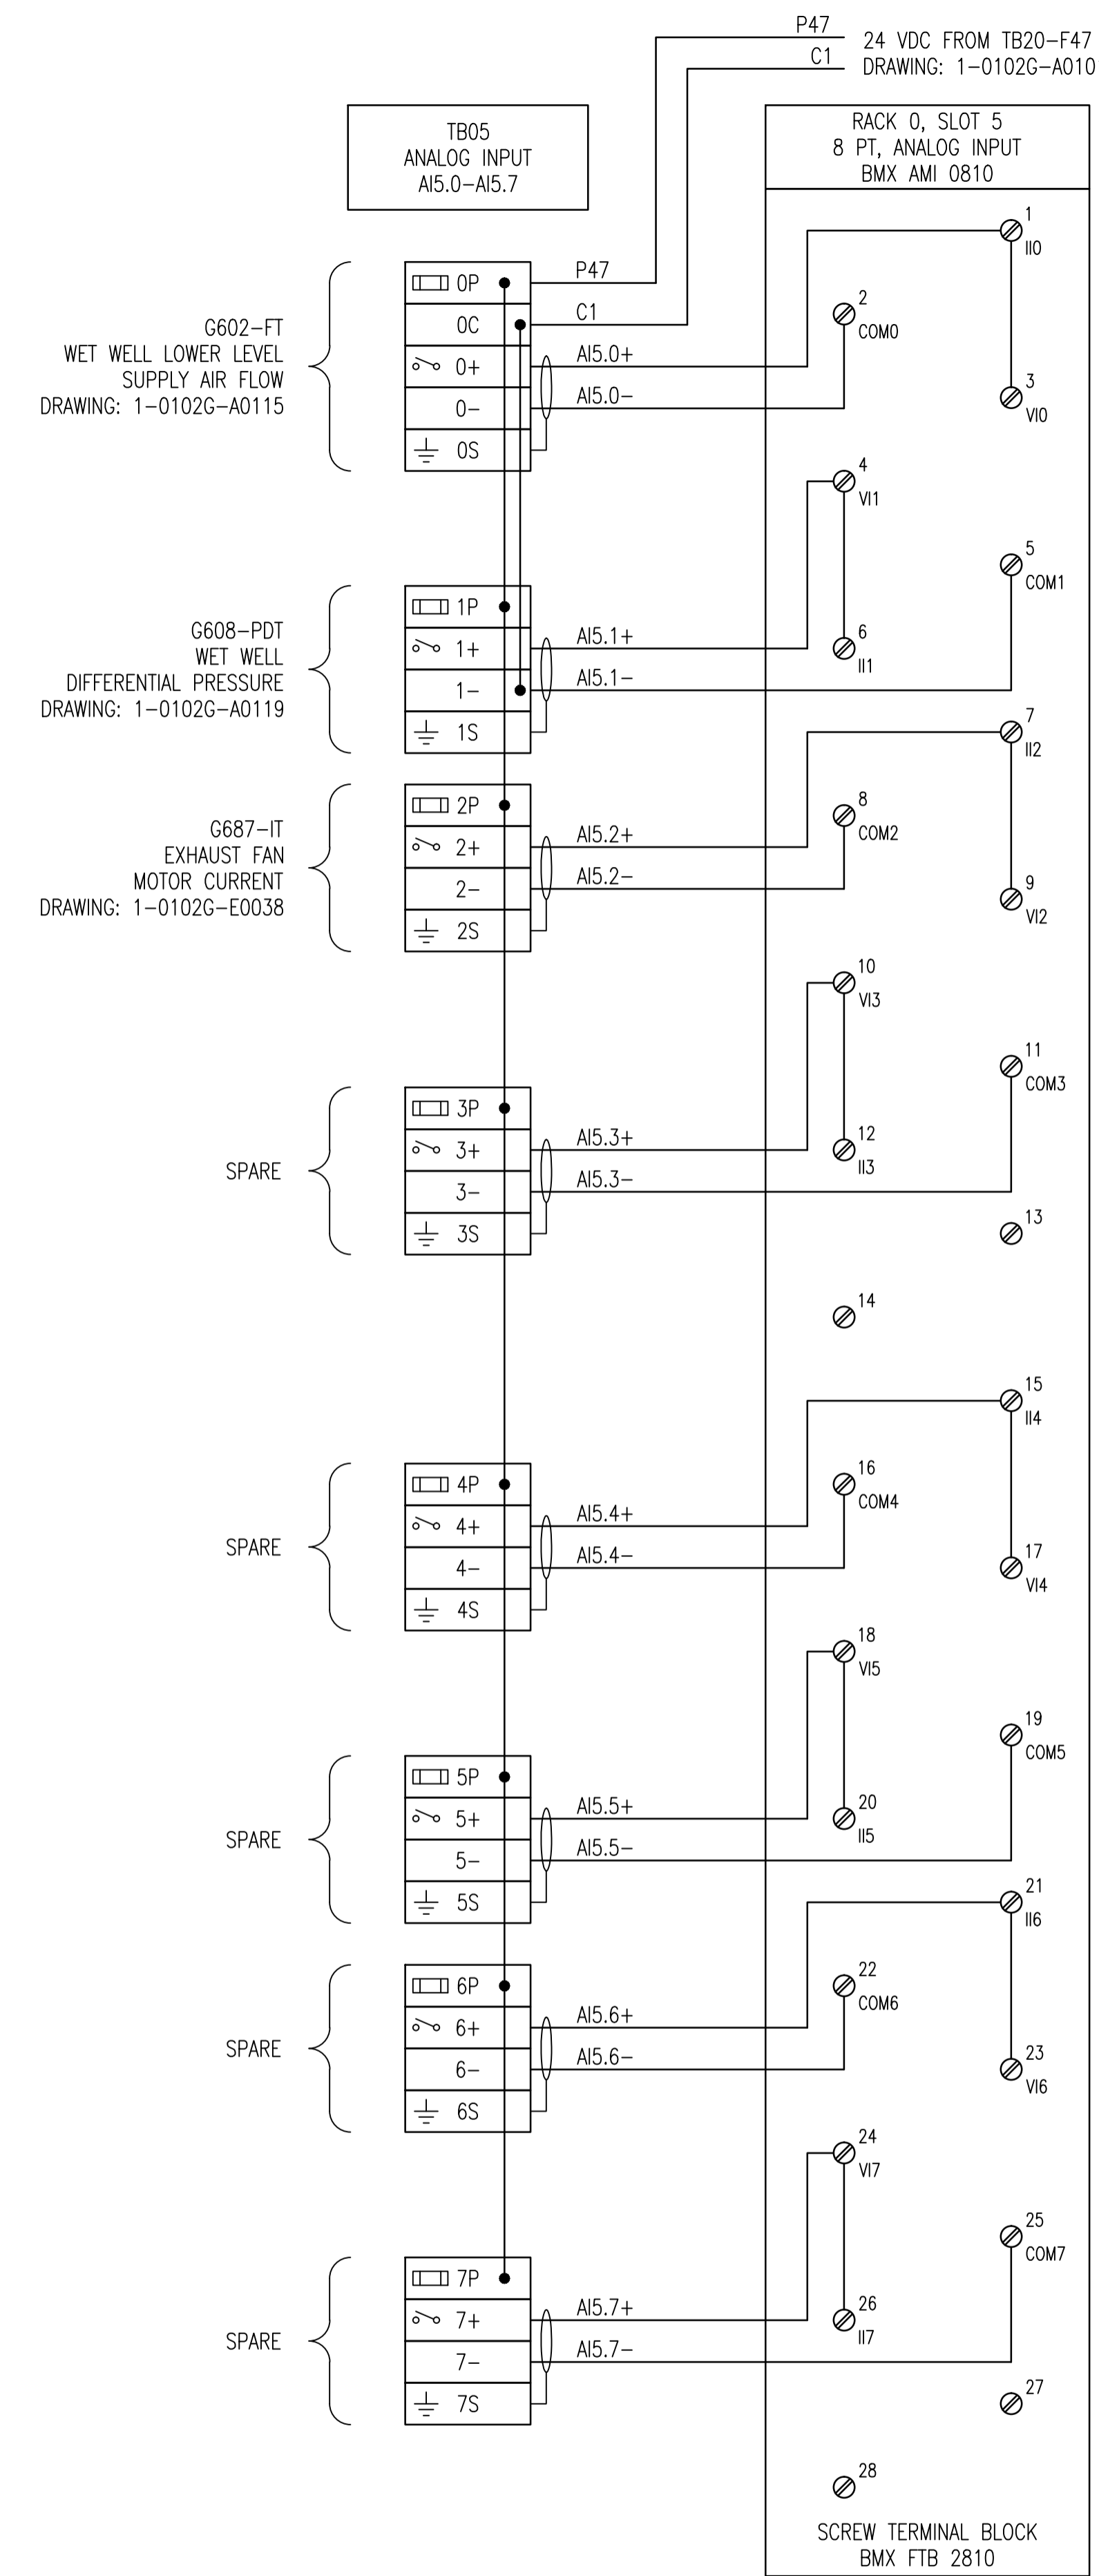 P47
C1
24 VDC FROM TB20-F47
DRAWING: 1-0102G-A010
TB05
ANALOG INPUT
AI5.0-AI5.7
RACK 0, SLOT 5
8 PT, ANALOG INPUT
BMX AMI 0810
G602-FT
WET WELL LOWER LEVEL
SUPPLY AIR FLOW
DRAWING: 1-0102G-A0115
0P
0C
0+
0-
0S
P47
C1
AI5.0+
AI5.0-
1
II0
2
COM0
3
VI0
G608-PDT
WET WELL
DIFFERENTIAL PRESSURE
DRAWING: 1-0102G-A0119
1P
1+
1-
1S
AI5.1+
AI5.1-
4
VI1
5
COM1
6
II1
G687-IT
EXHAUST FAN
MOTOR CURRENT
DRAWING: 1-0102G-E0038
2P
2+
2-
2S
AI5.2+
AI5.2-
7
II2
8
COM2
9
VI2
SPARE
3P
3+
3-
3S
AI5.3+
AI5.3-
10
VI3
11
COM3
12
II3
13
14
SPARE
4P
4+
4-
4S
AI5.4+
AI5.4-
15
II4
16
COM4
17
VI4
SPARE
5P
5+
5-
5S
AI5.5+
AI5.5-
18
VI5
19
COM5
20
II5
SPARE
6P
6+
6-
6S
AI5.6+
AI5.6-
21
II6
22
COM6
23
VI6
SPARE
7P
7+
7-
7S
AI5.7+
AI5.7-
24
VI7
25
COM7
26
II7
27
28
SCREW TERMINAL BLOCK
BMX FTB 2810